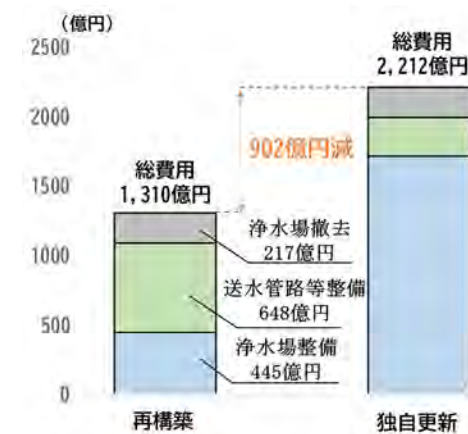 （億円）
2500
2000
1500
1000
500
0
総費用
1,310億円
902億円減
総費用
2,212億円
浄水場撤去
217億円
送水管路等整備
648億円
浄水場整備
445億円
再構築
独自更新